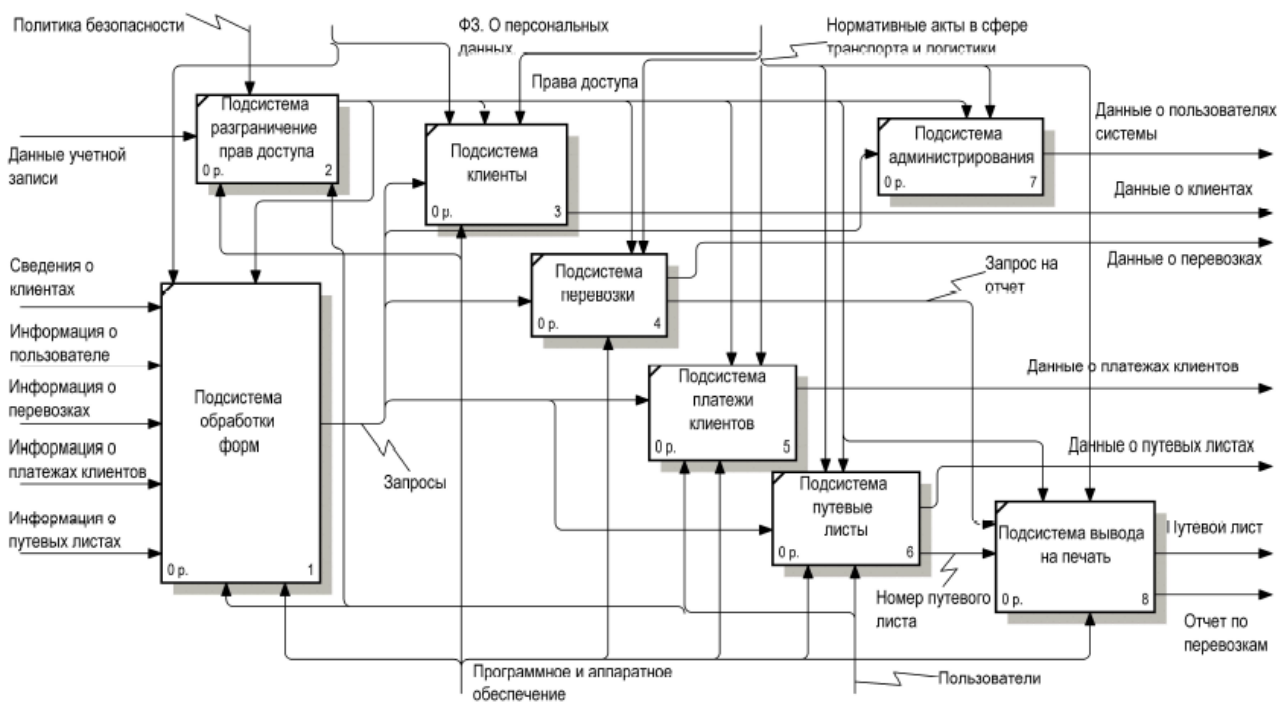 Политика безопасности
ФЗ. О персональных
данных
Нормативные акты в сфере
транспорта и логистики
Права доступа
Подсистема
разграничение
прав доступа
0 р.
2
Данные учетной
записи
Подсистема
клиенты
0 р.
3
Подсистема
администрирования
0 р.
7
Данные о пользователях
системы
Данные о клиентах
Данные о перевозках
Сведения о
клиентах
Информация о
пользователе
Информация о
перевозках
Информация о
платежах клиентов
Информация о
путевых листах
Подсистема
обработки
форм
0 р.
1
Запросы
Подсистема
перевозки
0 р.
4
Запрос на
отчет
Подсистема
платежи
клиентов
0 р.
5
Данные о платежах клиентов
Подсистема
путевые
листы
0 р.
6
Данные о путевых листах
Номер путевого
листа
Подсистема вывода
на печать
0 р.
8
Путевой лист
Отчет по
перевозкам
Программное и аппаратное
обеспечение
Пользователи